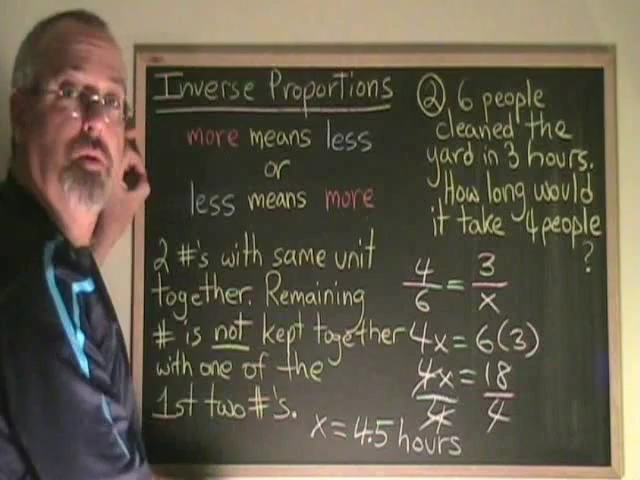 Inverse Proportions
more means less
or
less means more
2 #'s with same unit
together. Remaining
# is not kept together
with one of the
1st two #'s.
② 6 people
cleaned the
yard in 3 hours.
How long would
it take 4 people
?
4/6 = 3/x
4x = 6(3)
4x/4 = 18/4
x = 4.5 hours